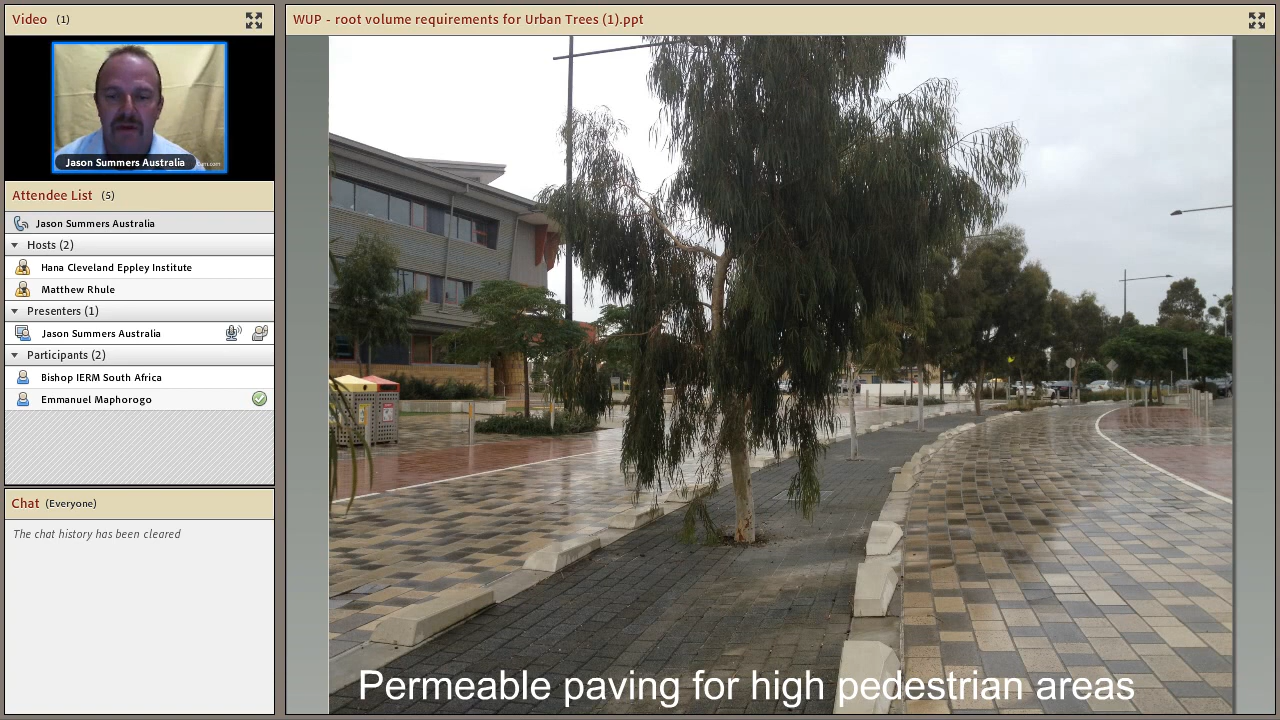 Video (1)
Jason Summers Australia
Attendee List (5)
Jason Summers Australia
Hosts (2)
Hana Cleveland Eppley Institute
Matthew Rhule
Presenters (1)
Jason Summers Australia
Participants (2)
Bishop IERM South Africa
Emmanuel Maphorogo
Chat (Everyone)
The chat history has been cleared
WUP - root volume requirements for Urban Trees (1).ppt
Permeable paving for high pedestrian areas